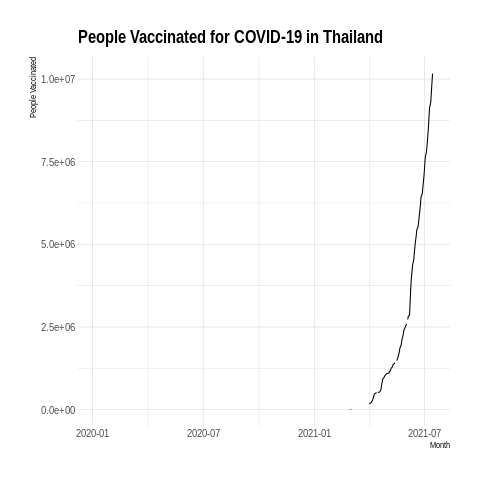 People Vaccinated for COVID-19 in Thailand
People Vaccinated
1.0e+07
7.5e+06
5.0e+06
2.5e+06
0.0e+00
2020-01 2020-07 2021-01 2021-07
Month